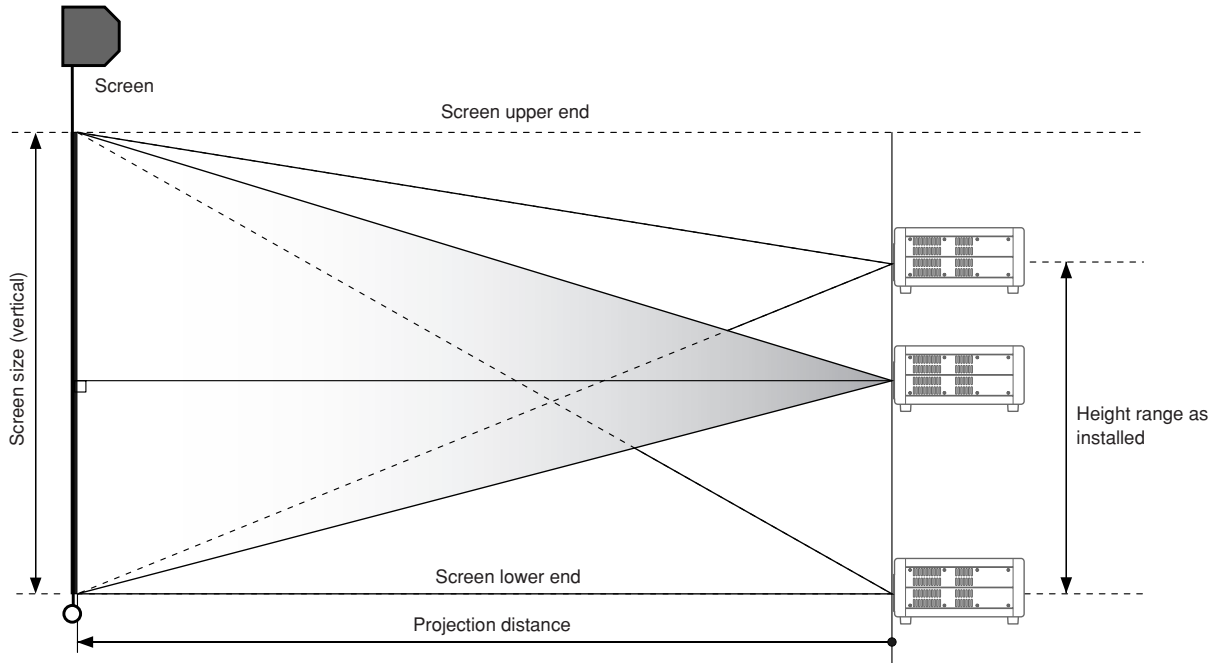 Screen
Screen upper end
Screen size (vertical)
Height range as
installed
Screen lower end
Projection distance